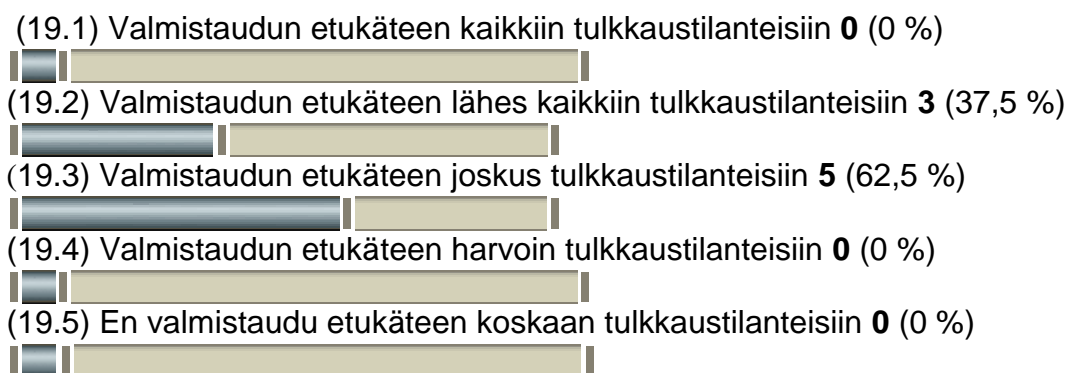 (19.1) Valmistaudun etukäteen kaikkiin tulkkaustilanteisiin 0 (0 %)
(19.2) Valmistaudun etukäteen lähes kaikkiin tulkkaustilanteisiin 3 (37,5 %)
(19.3) Valmistaudun etukäteen joskus tulkkaustilanteisiin 5 (62,5 %)
(19.4) Valmistaudun etukäteen harvoin tulkkaustilanteisiin 0 (0 %)
(19.5) En valmistaudu etukäteen koskaan tulkkaustilanteisiin 0 (0 %)